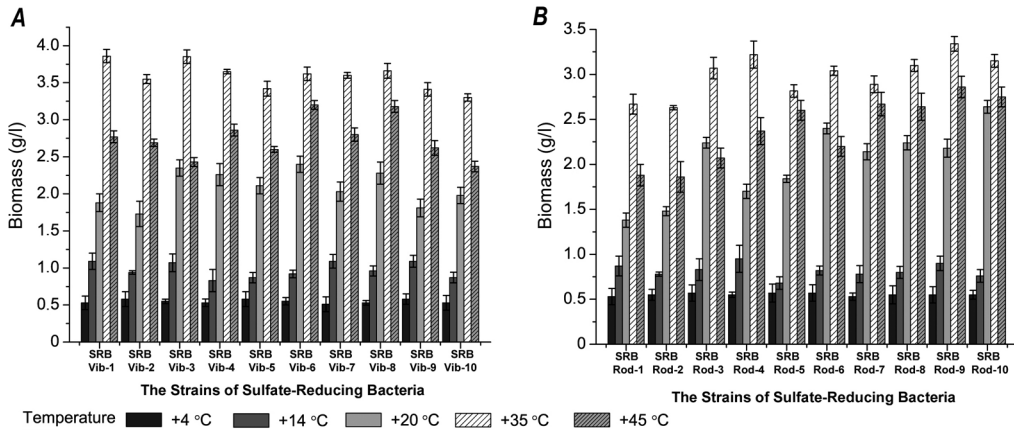 A
Biomass (g/l)
4.0
3.5
3.0
2.5
2.0
1.5
1.0
0.5
0.0
SRB SRB SRB SRB SRB SRB SRB SRB SRB SRB
Vib-1 Vib-2 Vib-3 Vib-4 Vib-5 Vib-6 Vib-7 Vib-8 Vib-9 Vib-10
The Strains of Sulfate-Reducing Bacteria
B
Biomass (g/l)
3.5
3.0
2.5
2.0
1.5
1.0
0.5
0.0
SRB SRB SRB SRB SRB SRB SRB SRB SRB SRB
Rod-1 Rod-2 Rod-3 Rod-4 Rod-5 Rod-6 Rod-7 Rod-8 Rod-9 Rod-10
The Strains of Sulfate-Reducing Bacteria
Temperature +4 °C +14 °C +20 °C +35 °C +45 °C